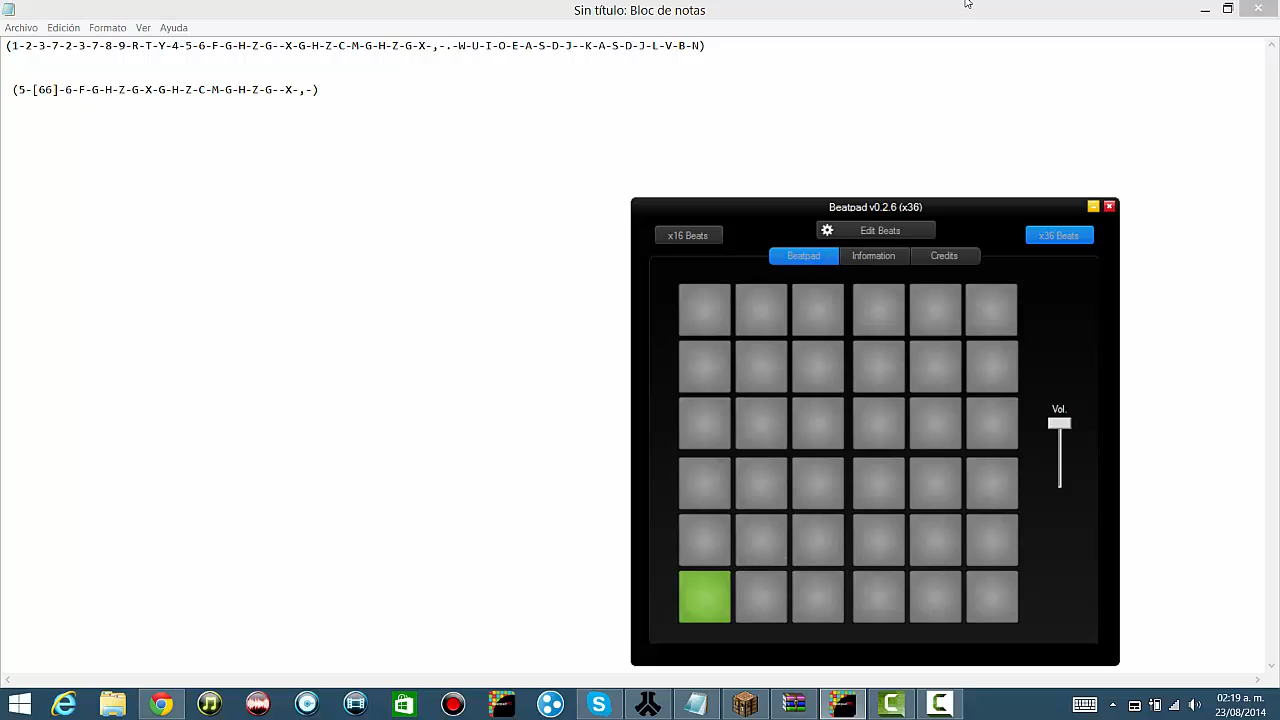 Sin título: Bloc de notas
Archivo Edición Formato Ver Ayuda
(1-2-3-7-2-3-7-8-9-R-T-Y-4-5-6-F-G-H-Z-G--X-G-H-Z-C-M-G-H-Z-G-X-,-.-W-U-I-O-E-A-S-D-J--K-A-S-D-J-L-V-B-N)
(5-[66]-6-F-G-H-Z-G-X-G-H-Z-C-M-G-H-Z-G--X-,-)
Beatpad v0.2.6 (x36)
x16 Beats
Edit Beats
x36 Beats
Beatpad Information Credits
Vol.
02:19 a. m.
23/08/2014